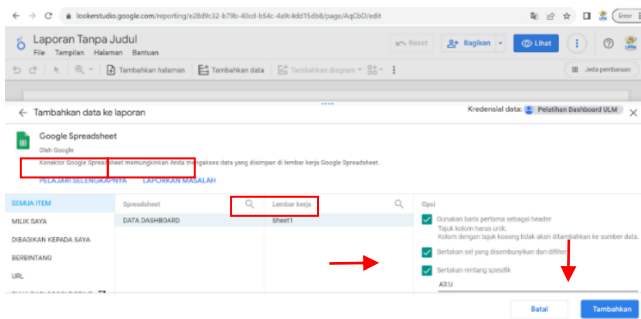 lookerstudio.google.com/reporting/e28d9c32-b79b-40cd-b54c-4a9c4dd15db8/page/AqCbD/edit
Error
Laporan Tanpa Judul
File Tampilan Halaman Bantuan
Reset
Bagikan
Lihat
Tambahkan halaman
Tambahkan data
Tambahkan diagram
Jeda pembaruan
Tambahkan data ke laporan
Kredensial data: Pelatihan Dashboard ULM
Google Spreadsheet
Oleh Google
Konektor Google Spreadsheet memungkinkan Anda mengakses data yang disimpan di lembar kerja Google Spreadsheet.
PELAJARI SELENGKAPNYA LAPORKAN MASALAH
SEMUA ITEM
Spreadsheet
Lembar kerja
Opsi
MILIK SAYA
DATA DASHBOARD
Sheet1
Gunakan baris pertama sebagai header
Tajuk kolom harus unik.
Kolom dengan tajuk kosong tidak akan ditambahkan ke sumber data.
DIBAGIKAN KEPADA SAYA
Sertakan sel yang disembunyikan dan difilter
BERBINTANG
Sertakan rentang spesifik
URL
A3:U
Batal
Tambahkan